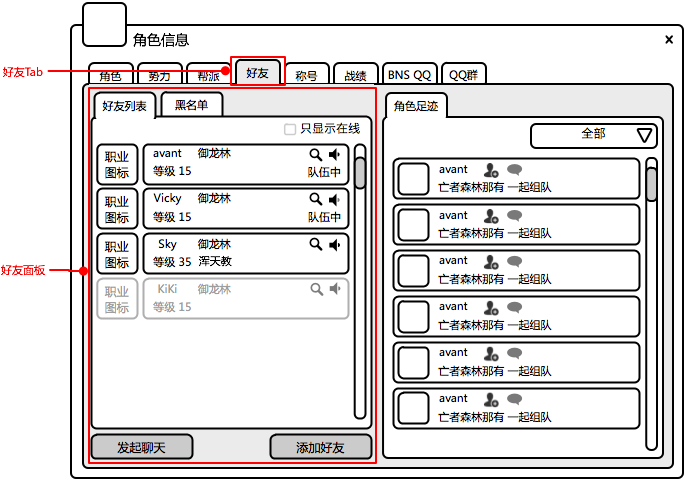 角色信息
×
好友Tab
角色 势力 帮派 好友 称号 战绩 BNS QQ QQ群
好友列表 黑名单
只显示在线
职业图标
avant 御龙林
等级 15 队伍中
职业图标
Vicky 御龙林
等级 15 队伍中
职业图标
Sky 御龙林
等级 35 浑天教
职业图标
KiKi 御龙林
等级 15
好友面板
发起聊天 添加好友
角色足迹
全部
avant
亡者森林那有 一起组队
avant
亡者森林那有 一起组队
avant
亡者森林那有 一起组队
avant
亡者森林那有 一起组队
avant
亡者森林那有 一起组队
avant
亡者森林那有 一起组队